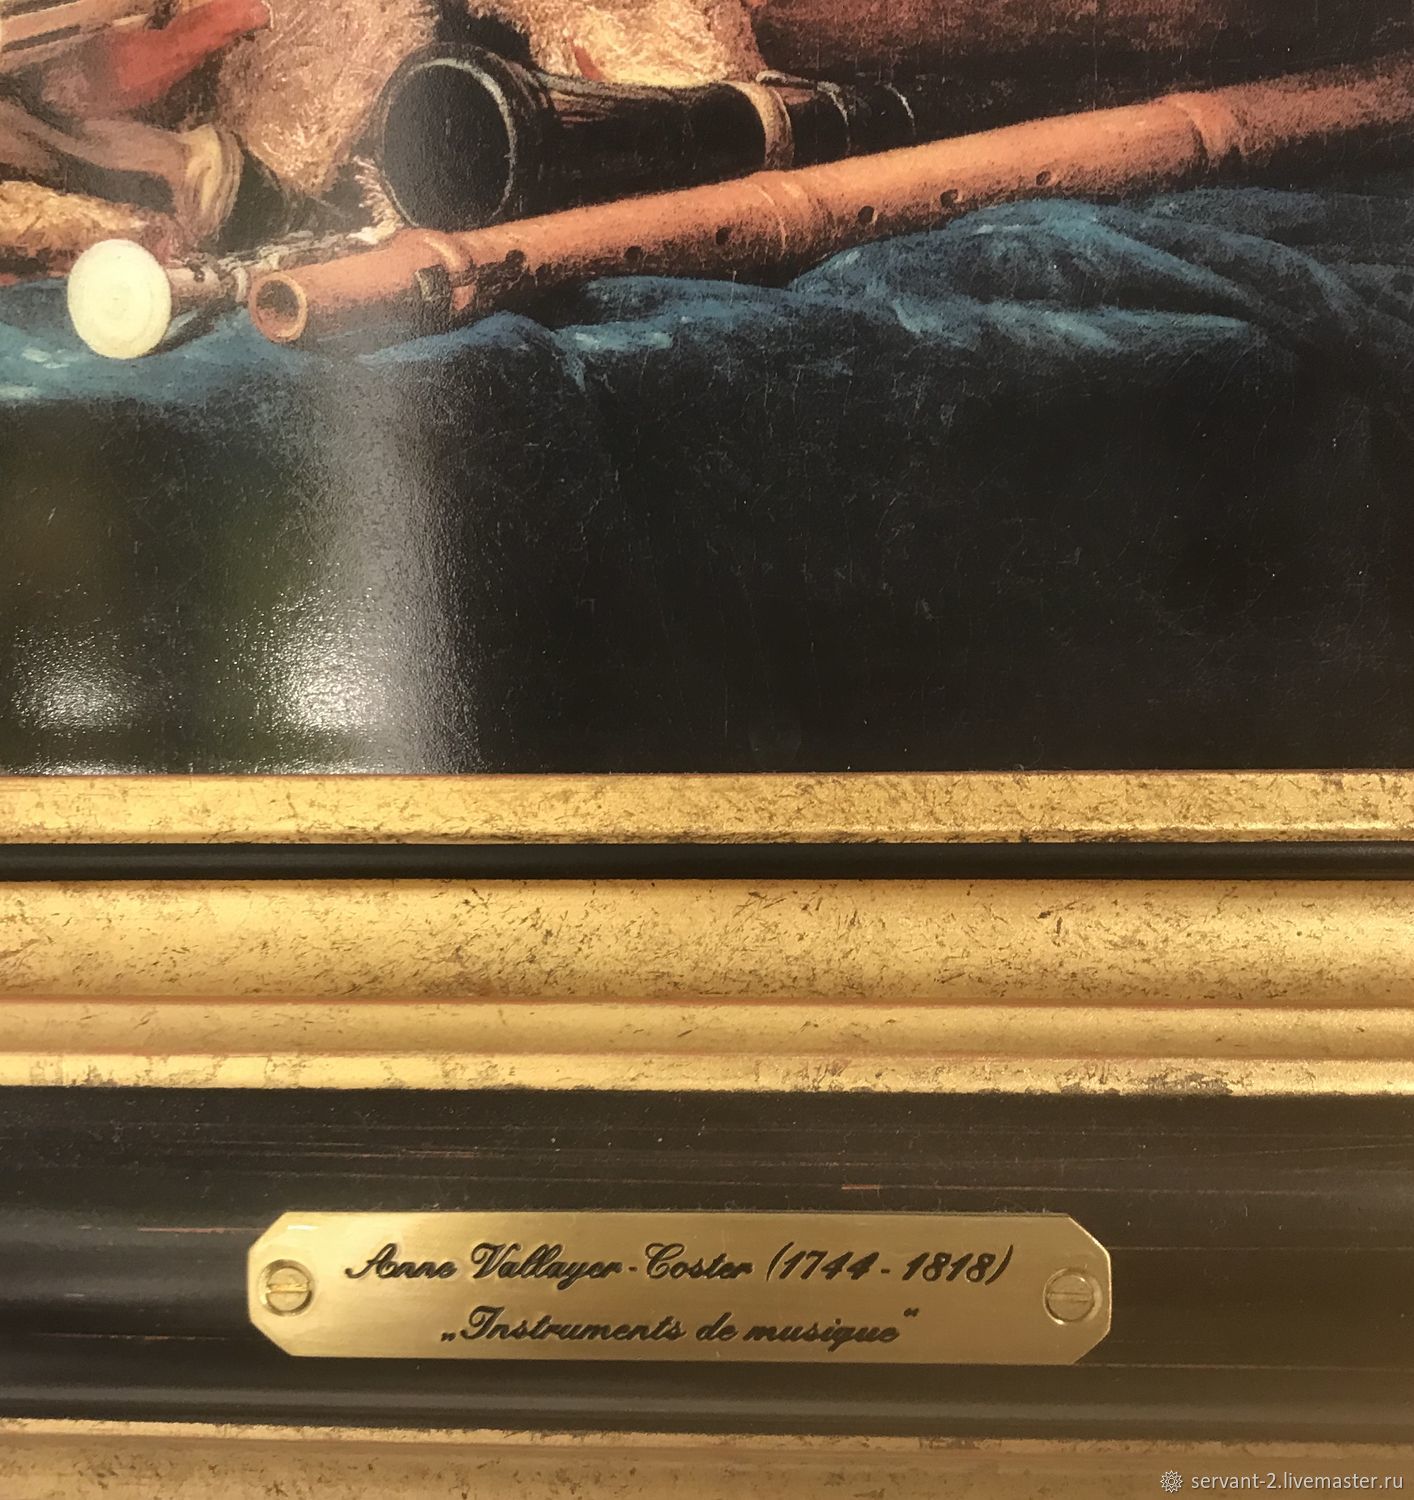 Anne Vallayer-Coster (1744 - 1818)
„Instruments de musique“
servant-2.livemaster.ru